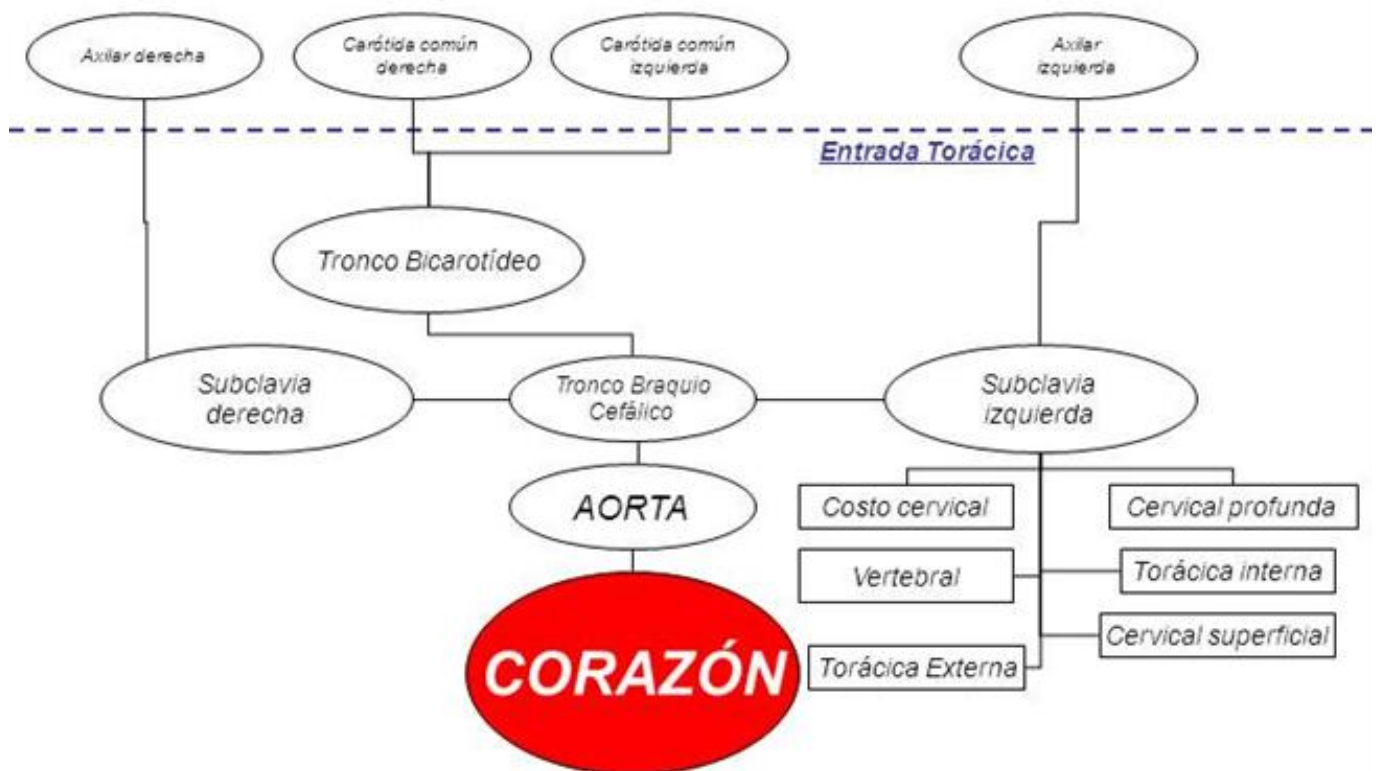 Axilar derecha
Carótida común
derecha
Carótida común
izquierda
Axilar
izquierda
Entrada Torácica
Tronco Bicarotídeo
Subclavia
derecha
Tronco Braquio
Cefálico
Subclavia
izquierda
AORTA
Costo cervical
Cervical profunda
Vertebral
Torácica interna
Cervical superficial
Torácica Externa
CORAZÓN